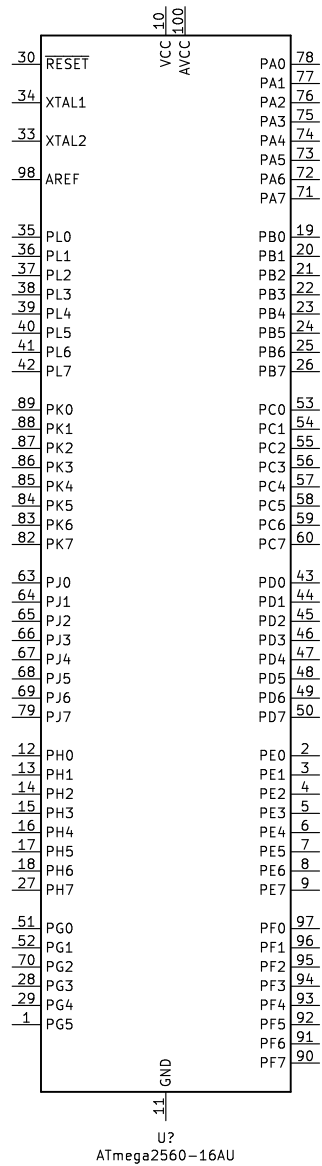 10 100
VCC AVCC
30 RESET PA0 78
PA1 77
34 XTAL1 PA2 76
PA3 75
33 XTAL2 PA4 74
PA5 73
98 AREF PA6 72
PA7 71
35 PL0 PB0 19
36 PL1 PB1 20
37 PL2 PB2 21
38 PL3 PB3 22
39 PL4 PB4 23
40 PL5 PB5 24
41 PL6 PB6 25
42 PL7 PB7 26
89 PK0 PC0 53
88 PK1 PC1 54
87 PK2 PC2 55
86 PK3 PC3 56
85 PK4 PC4 57
84 PK5 PC5 58
83 PK6 PC6 59
82 PK7 PC7 60
63 PJ0 PD0 43
64 PJ1 PD1 44
65 PJ2 PD2 45
66 PJ3 PD3 46
67 PJ4 PD4 47
68 PJ5 PD5 48
69 PJ6 PD6 49
79 PJ7 PD7 50
12 PH0 PE0 2
13 PH1 PE1 3
14 PH2 PE2 4
15 PH3 PE3 5
16 PH4 PE4 6
17 PH5 PE5 7
18 PH6 PE6 8
27 PH7 PE7 9
51 PG0 PF0 97
52 PG1 PF1 96
70 PG2 PF2 95
28 PG3 PF3 94
29 PG4 PF4 93
1 PG5 PF5 92
PF6 91
PF7 90
GND
11
U?
ATmega2560-16AU